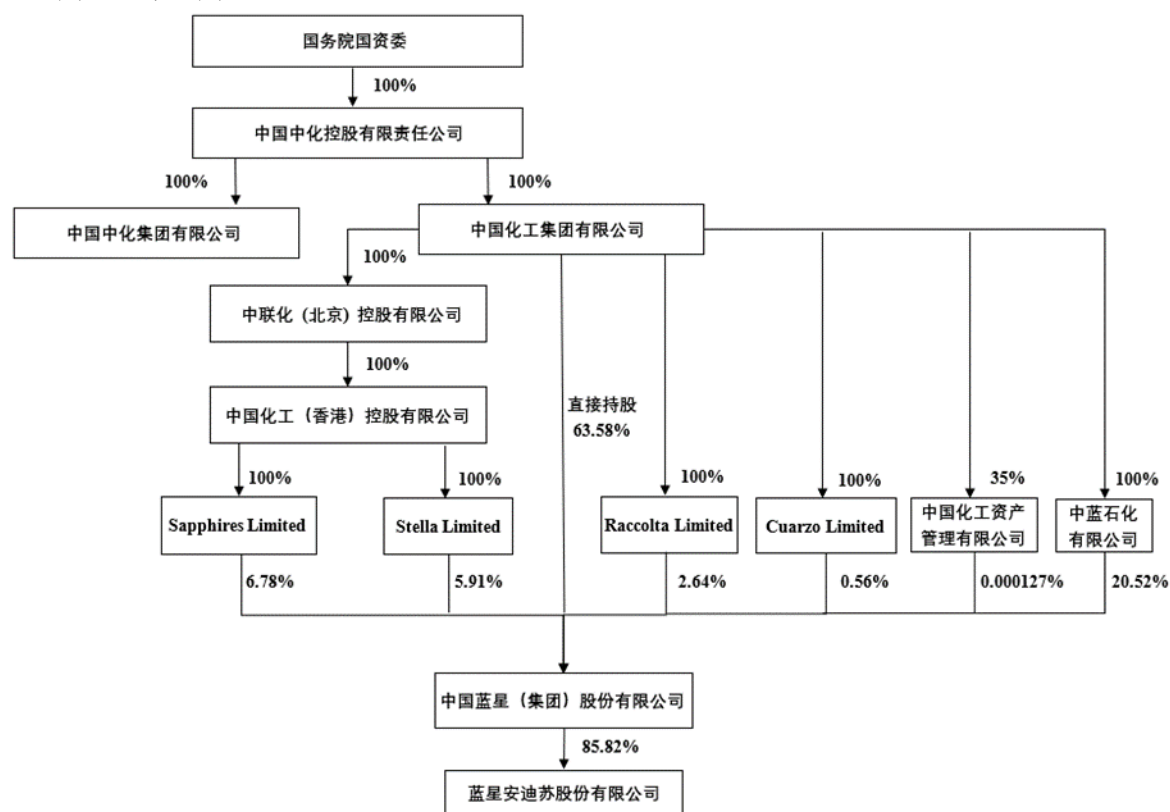 国务院国资委
100%
中国中化控股有限责任公司
100%
100%
中国中化集团有限公司
中国化工集团有限公司
100%
中联化（北京）控股有限公司
100%
中国化工（香港）控股有限公司
直接持股
63.58%
100%
100%
100%
100%
35%
100%
Sapphires Limited
Stella Limited
Raccolta Limited
Cuarzo Limited
中国化工资产
管理有限公司
中蓝石化
有限公司
6.78%
5.91%
2.64%
0.56%
0.000127%
20.52%
中国蓝星（集团）股份有限公司
85.82%
蓝星安迪苏股份有限公司